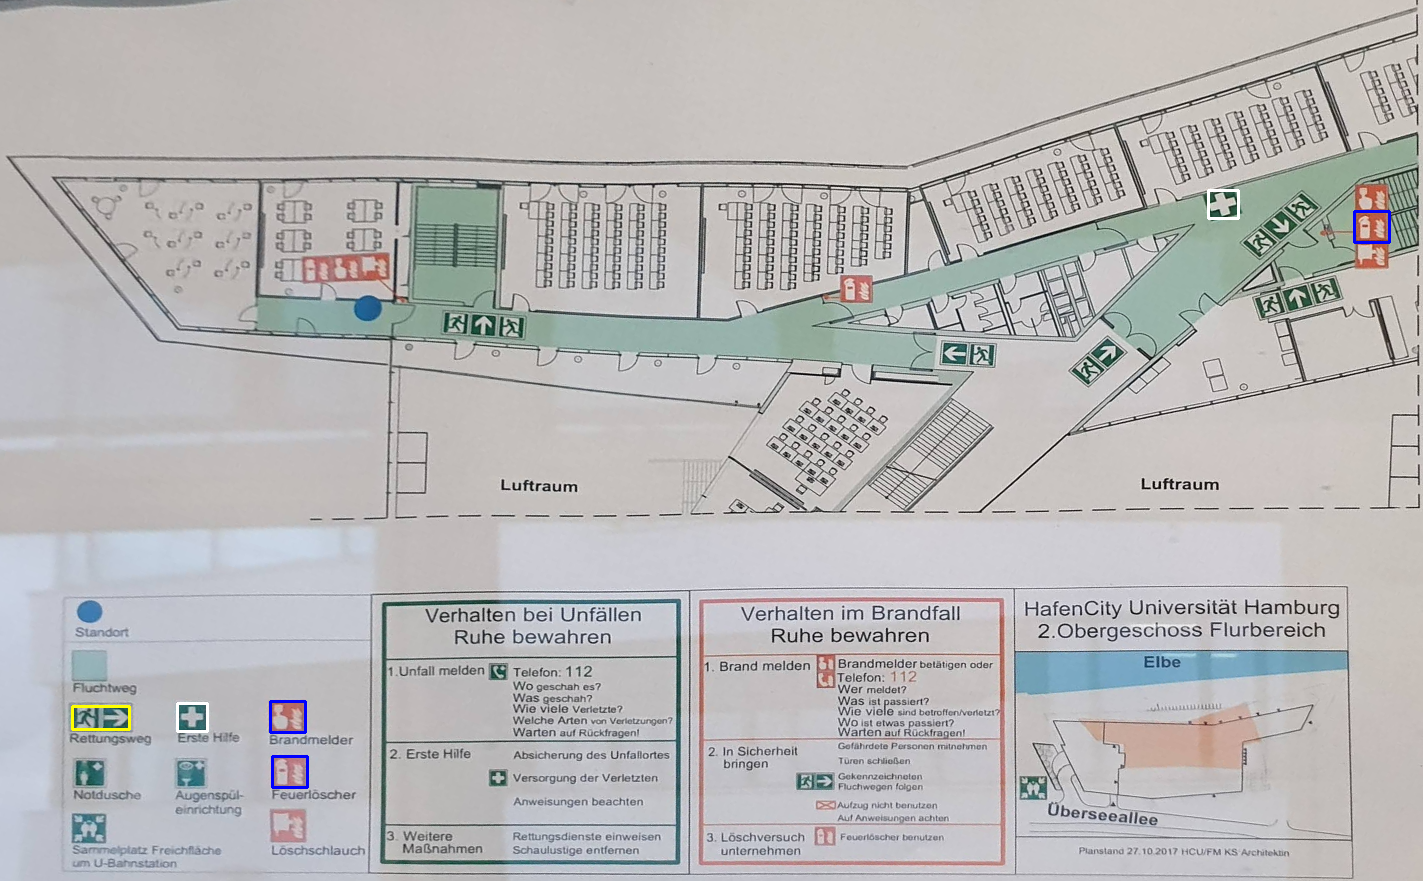 Luftraum
Luftraum
Standort
Fluchtweg
Rettungsweg
Erste Hilfe
Brandmelder
Notdusche
Augenspül-
einrichtung
Feuerlöscher
Sammelplatz Freichfläche
um U-Bahnstation
Löschschlauch
Verhalten bei Unfällen
Ruhe bewahren
1.Unfall melden
Telefon: 112
Wo geschah es?
Was geschah?
Wie viele Verletzte?
Welche Arten von Verletzungen?
Warten auf Rückfragen!
2. Erste Hilfe
Absicherung des Unfallortes
Versorgung der Verletzten
Anweisungen beachten
3. Weitere
Maßnahmen
Rettungsdienste einweisen
Schaulustige entfernen
Verhalten im Brandfall
Ruhe bewahren
1. Brand melden
Brandmelder betätigen oder
Telefon: 112
Wer meldet?
Was ist passiert?
Wie viele sind betroffen/verletzt?
Wo ist etwas passiert?
Warten auf Rückfragen!
2. In Sicherheit
bringen
Gefährdete Personen mitnehmen
Türen schließen
Gekennzeichneten
Fluchwegen folgen
Aufzug nicht benutzen
Auf Anweisungen achten
3. Löschversuch
unternehmen
Feuerlöscher benutzen
HafenCity Universität Hamburg
2.Obergeschoss Flurbereich
Elbe
Überseeallee
Planstand 27.10.2017 HCU/FM KS Architektin